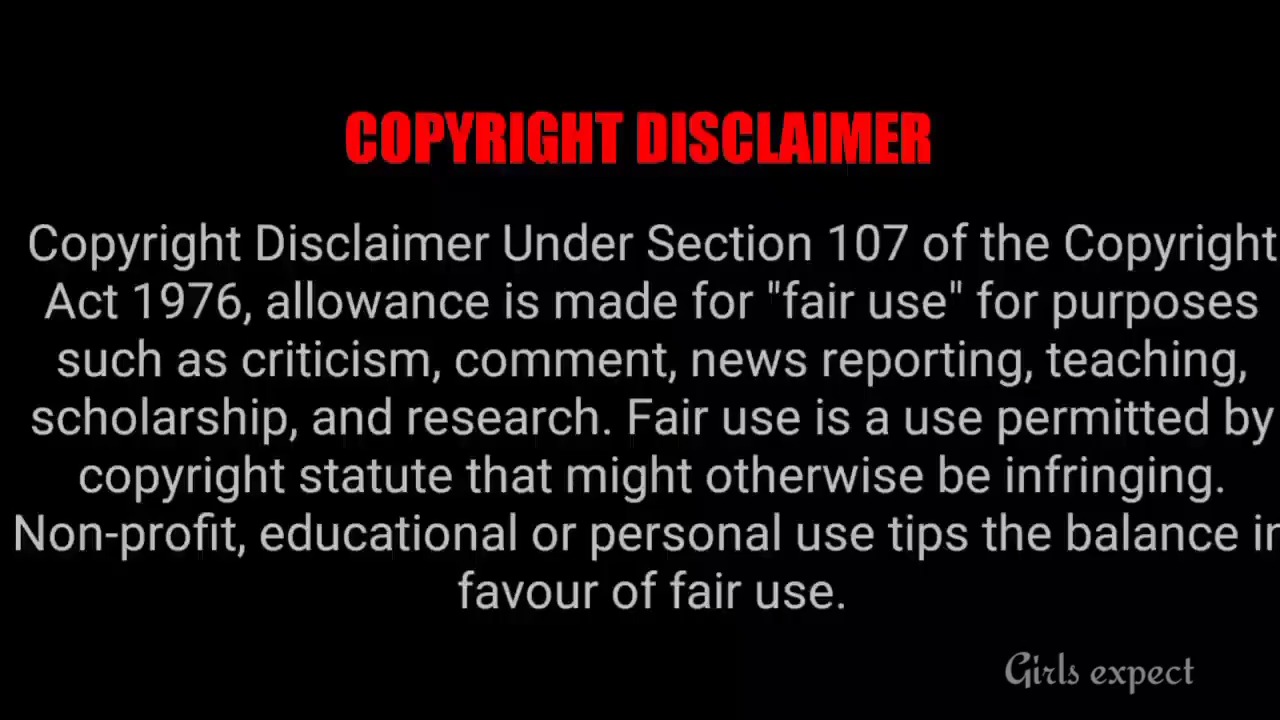 COPYRIGHT DISCLAIMER
Copyright Disclaimer Under Section 107 of the Copyright
Act 1976, allowance is made for "fair use" for purposes
such as criticism, comment, news reporting, teaching,
scholarship, and research. Fair use is a use permitted by
copyright statute that might otherwise be infringing.
Non-profit, educational or personal use tips the balance in
favour of fair use.
Girls expect